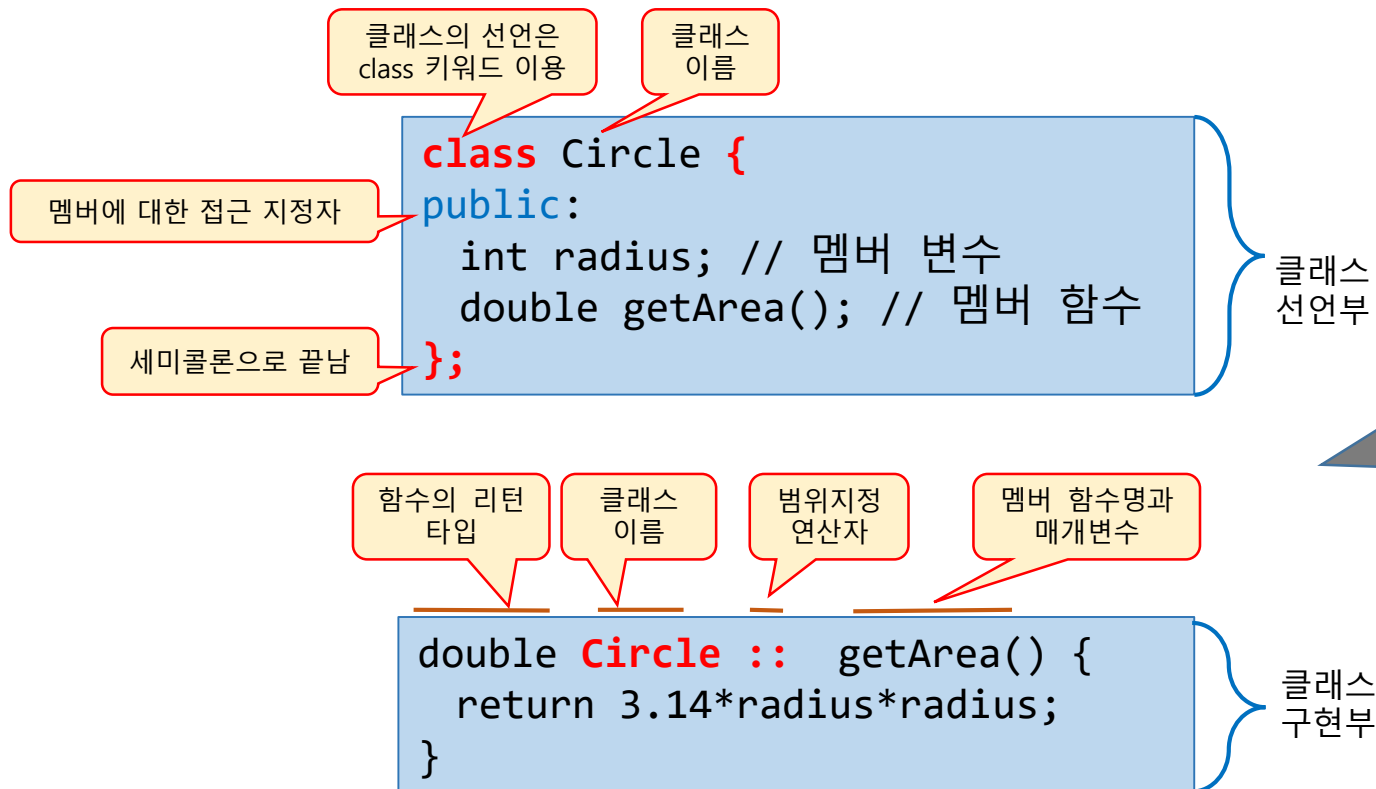 클래스의 선언은
class 키워드 이용
클래스
이름
class Circle {
멤버에 대한 접근 지정자
public:
int radius; // 멤버 변수
double getArea(); // 멤버 함수
세미콜론으로 끝남
};
클래스
선언부
함수의 리턴
타입
클래스
이름
범위지정
연산자
멤버 함수명과
매개변수
double Circle :: getArea() {
return 3.14*radius*radius;
}
클래스
구현부